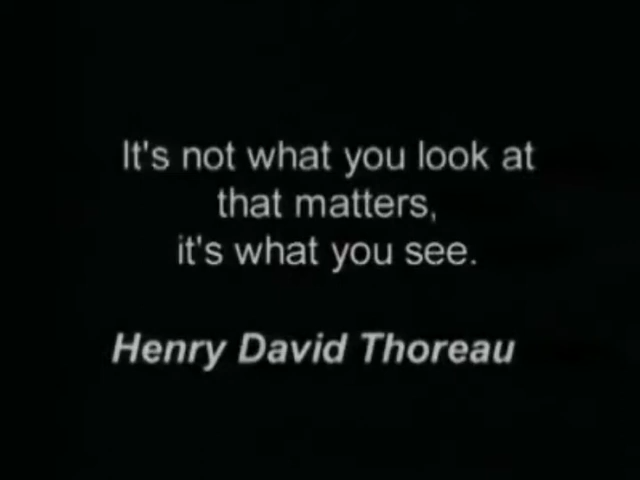 It's not what you look at
that matters,
it's what you see.
Henry David Thoreau